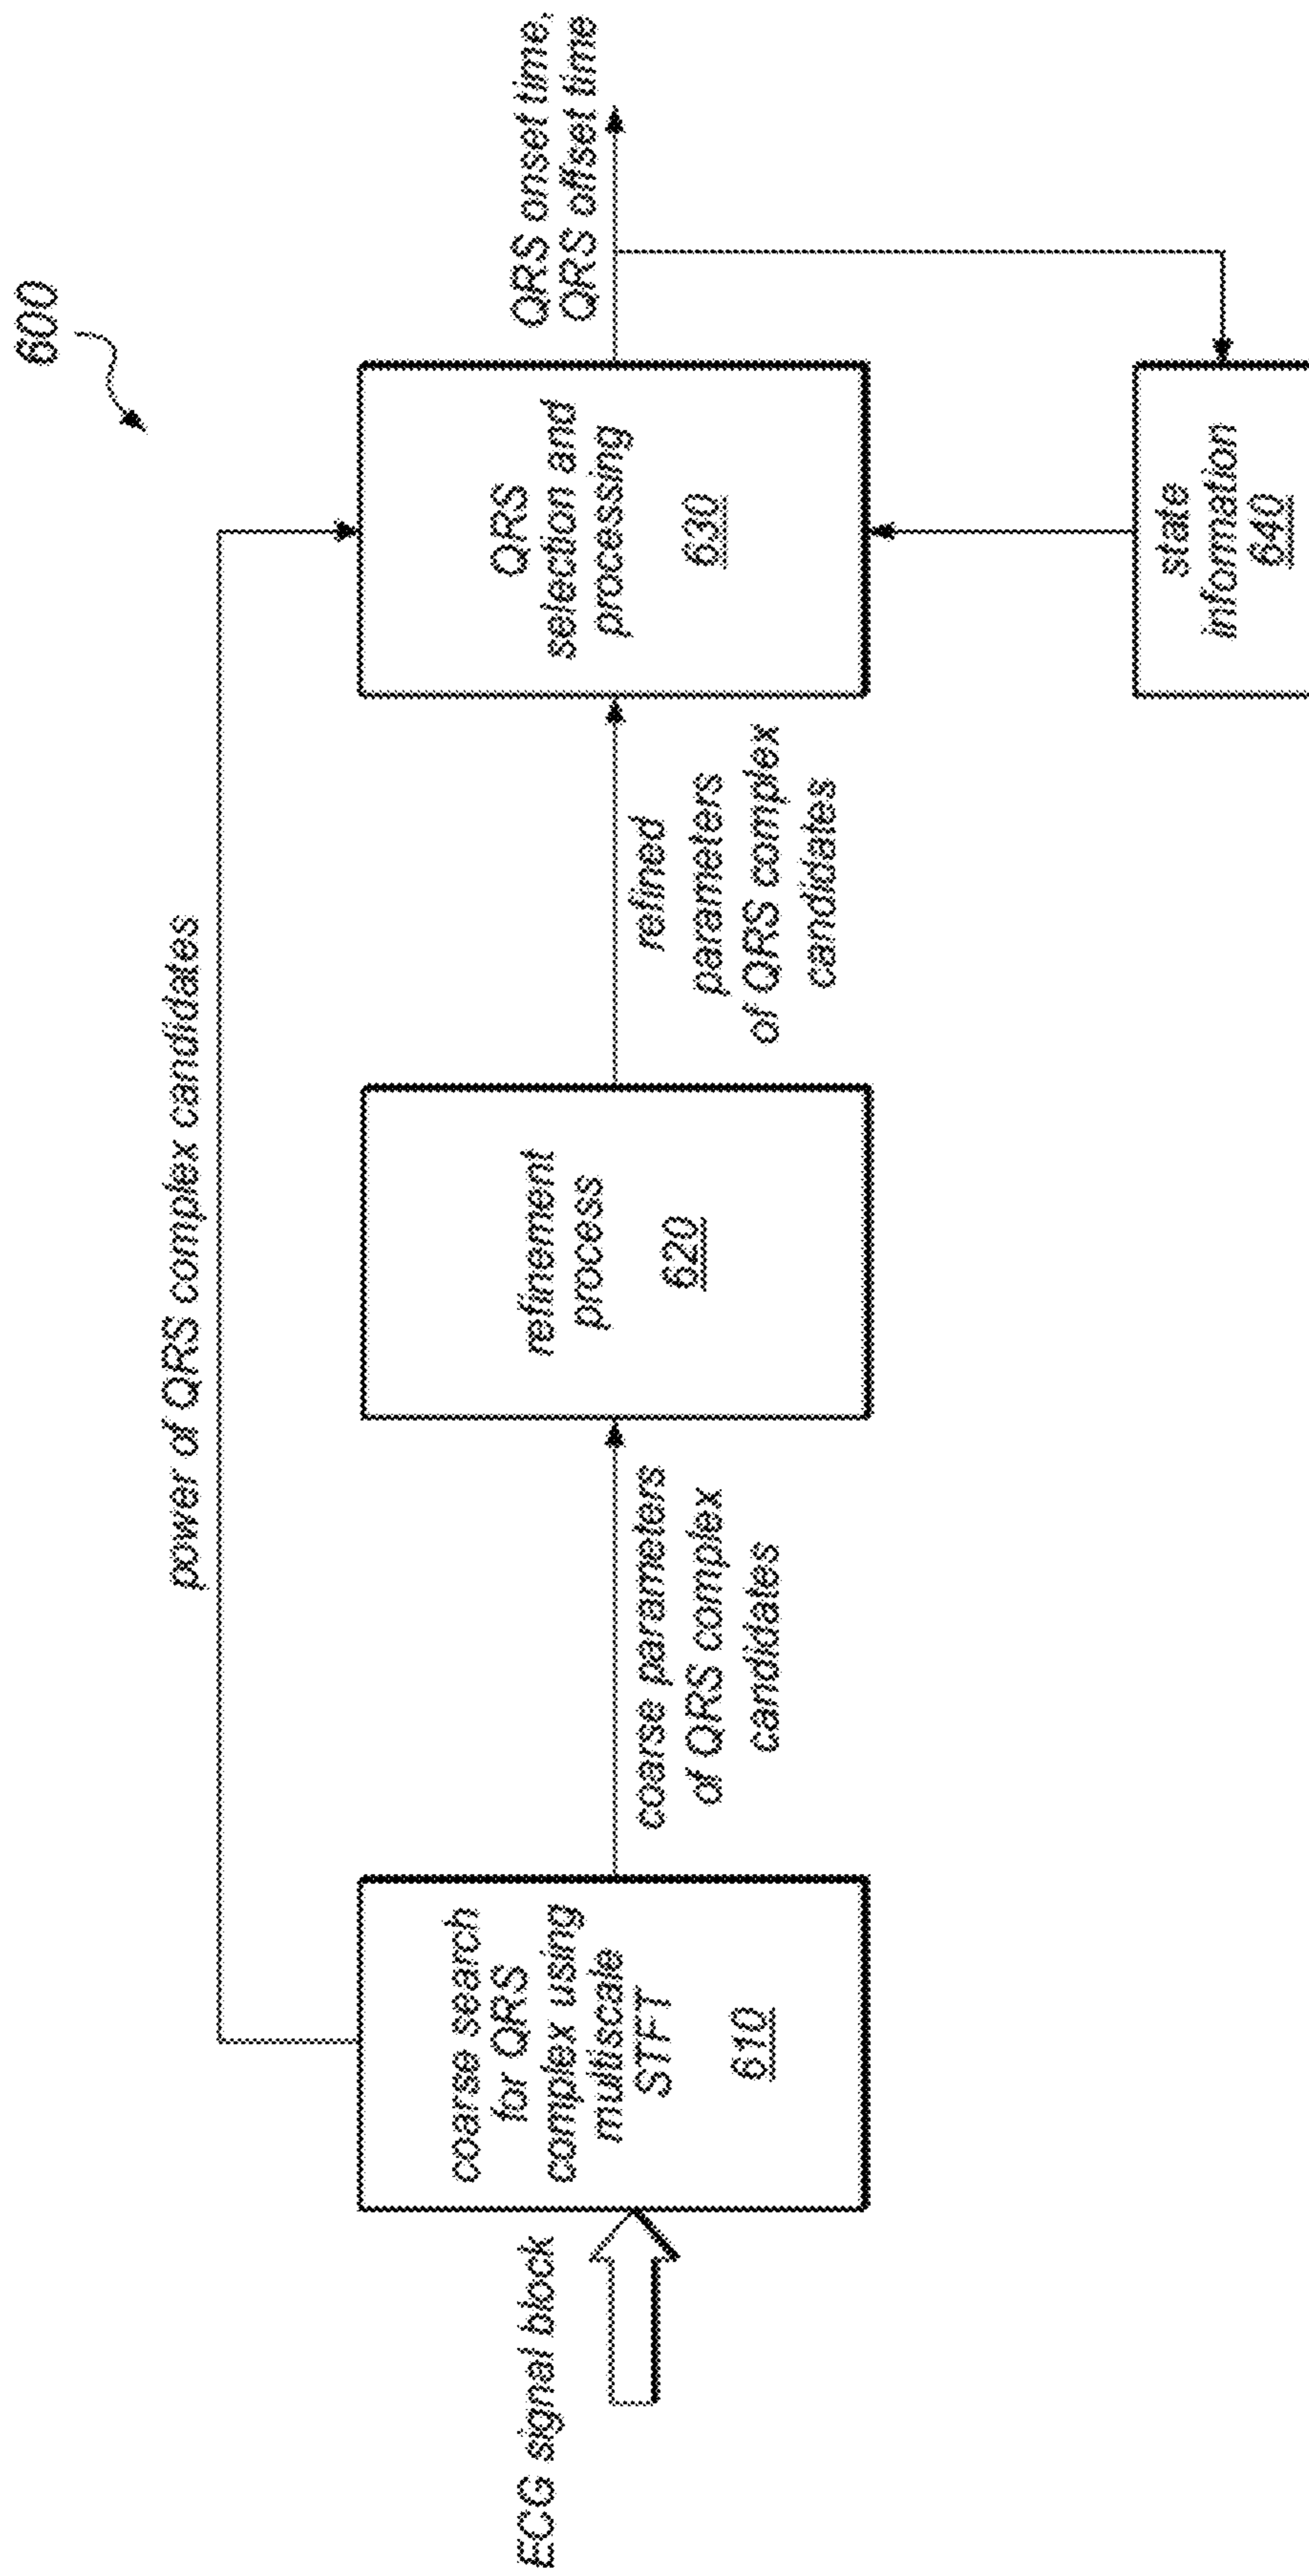 600
power of QRS complex candidates
ECG signal block
coarse search
for QRS
complex using
multiscale
STFT
610
coarse parameters
of QRS complex
candidates
refinement
process
620
refined
parameters
of QRS complex
candidates
QRS
selection and
processing
630
QRS onset time,
QRS offset time
state
information
640